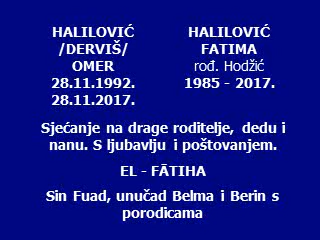 HALILOVIĆ
/DERVIŠ/
OMER
28.11.1992.
28.11.2017.
HALILOVIĆ
FATIMA
rođ. Hodžić
1985 - 2017.
Sjećanje na drage roditelje, dedu i
nanu. S ljubavlju i poštovanjem.
EL - FĀTIHA
Sin Fuad, unučad Belma i Berin s
porodicama